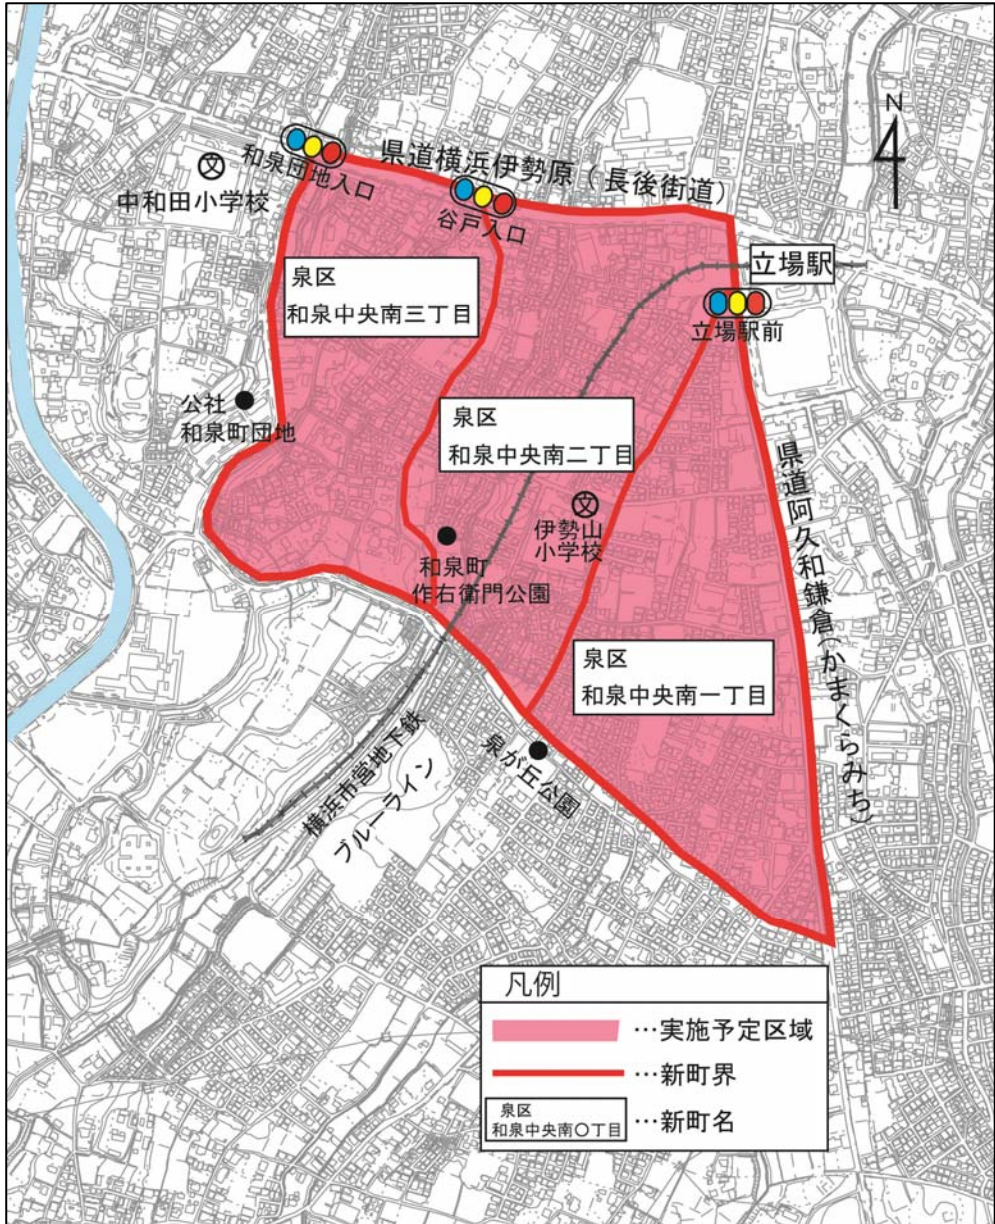 N
和泉団地入口
県道横浜伊勢原（長後街道）
中和田小学校
谷戸入口
立場駅
泉区
和泉中央南三丁目
立場駅前
公社
和泉町団地
泉区
和泉中央南二丁目
県道阿久和鎌倉（かまくらみち）
伊勢山
小学校
和泉町
作右衛門公園
泉区
和泉中央南一丁目
泉が丘公園
横浜市営地下鉄
ブルーライン
凡例
…実施予定区域
…新町界
泉区
和泉中央南〇丁目
…新町名